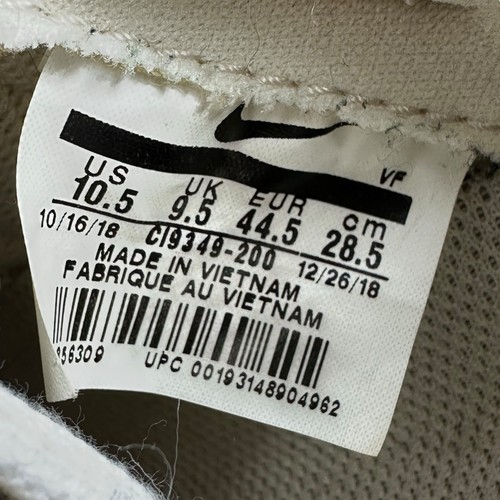 VF
US UK EUR cm
10.5 9.5 44.5 28.5
10/16/18 CI9349-200 12/26/18
MADE IN VIETNAM
FABRIQUE AU VIETNAM
856309 UPC 00193148904962